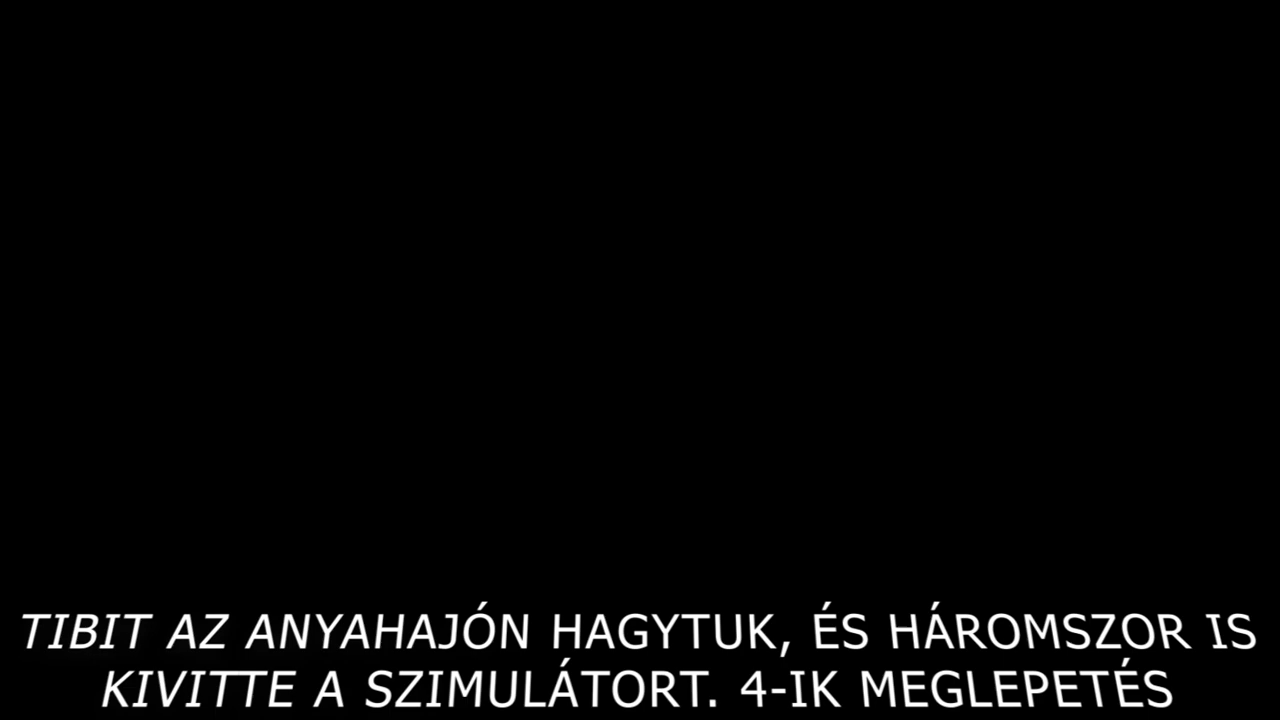 TIBIT AZ ANYAHAJÓN HAGYTUK, ÉS HÁROMSZOR IS
KIVITTE A SZIMULÁTORT. 4-IK MEGLEPETÉS